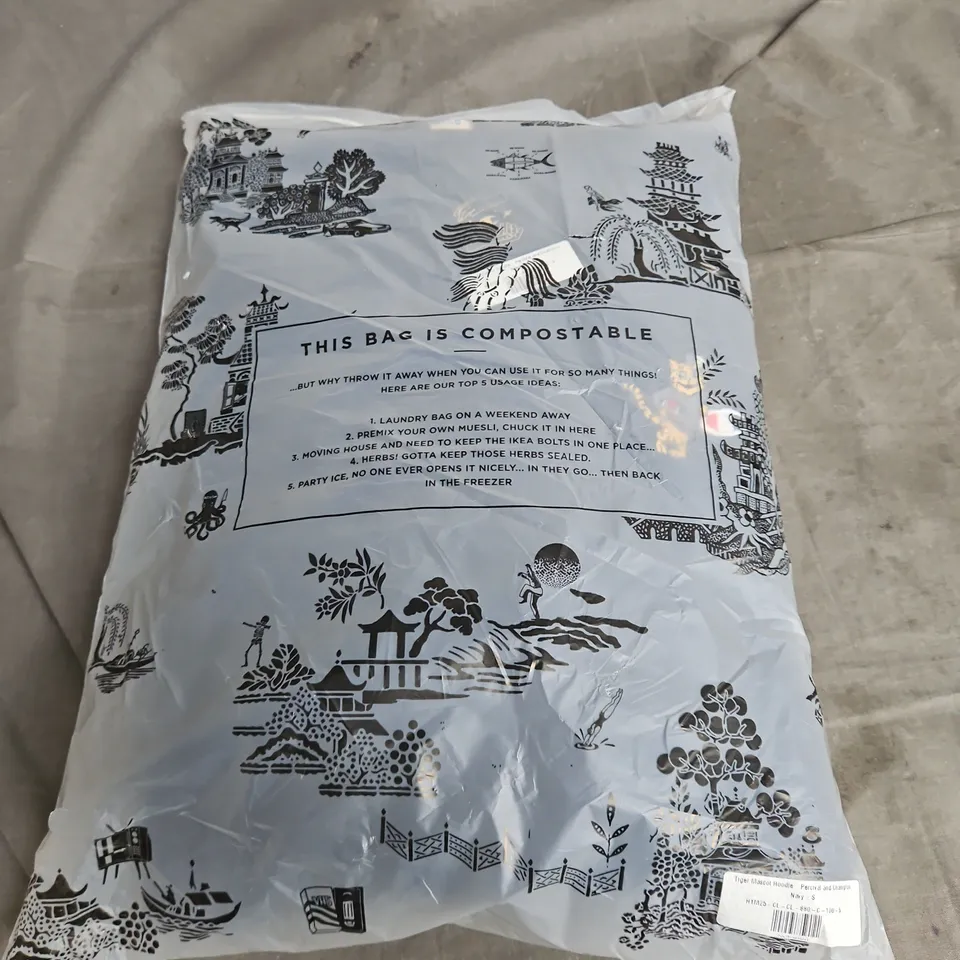 THIS BAG IS COMPOSTABLE
...BUT WHY THROW IT AWAY WHEN YOU CAN USE IT FOR SO MANY THINGS!
HERE ARE OUR TOP 5 USAGE IDEAS:
1. LAUNDRY BAG ON A WEEKEND AWAY
2. PREMIX YOUR OWN MUESLI, CHUCK IT IN HERE
3. MOVING HOUSE AND NEED TO KEEP THE IKEA BOLTS IN ONE PLACE...
4. HERBS! GOTTA KEEP THOSE HERBS SEALED.
5. PARTY ICE, NO ONE EVER OPENS IT NICELY... IN THEY GO... THEN BACK
IN THE FREEZER
Tiger Mascot Hoodie
Navy - S